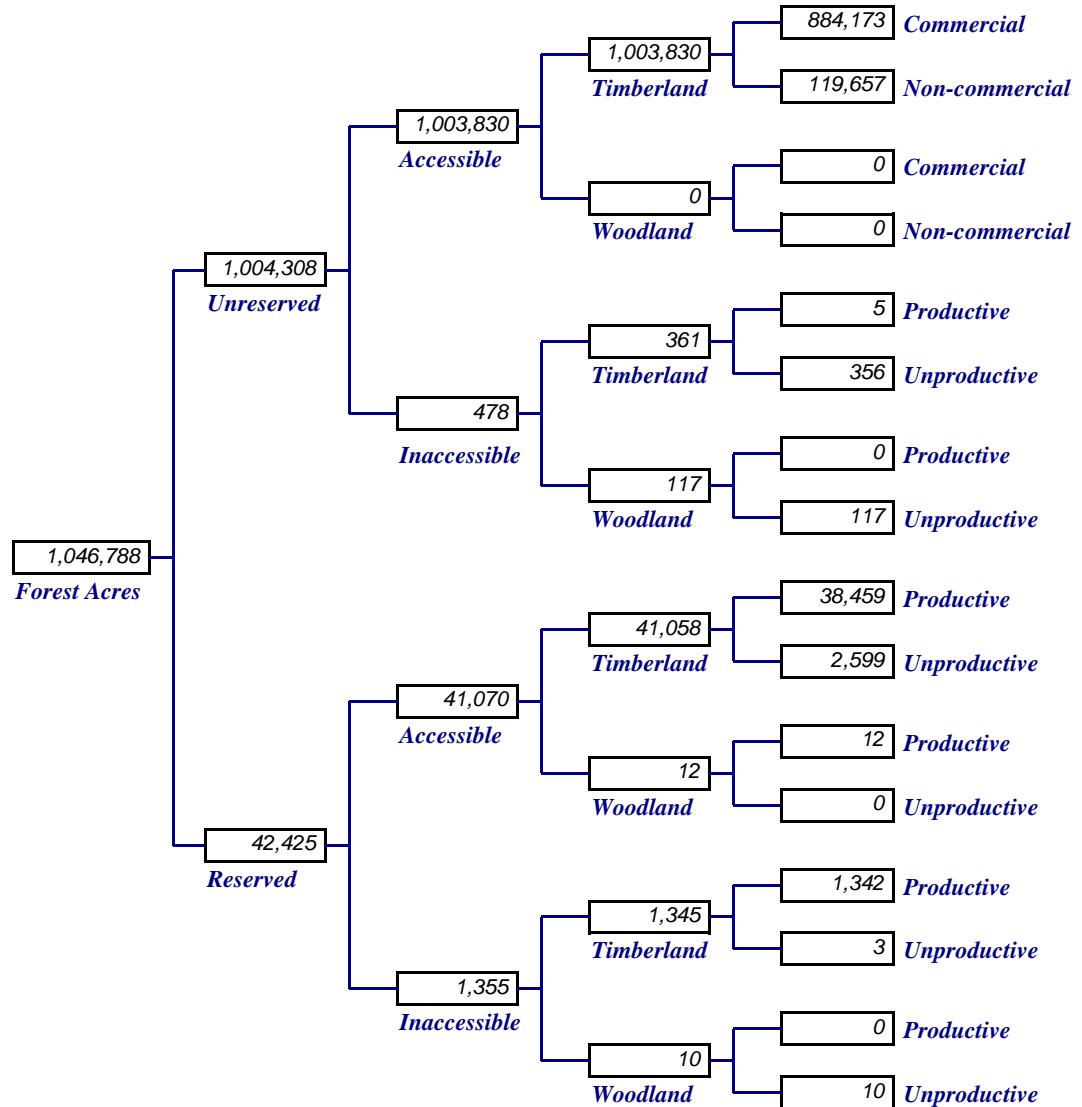 884,173 Commercial
1,003,830
Timberland
119,657 Non-commercial
1,003,830
Accessible
0 Commercial
0
Woodland
0 Non-commercial
1,004,308
Unreserved
5 Productive
361
Timberland
356 Unproductive
478
Inaccessible
0 Productive
117
Woodland
117 Unproductive
1,046,788
Forest Acres
38,459 Productive
41,058
Timberland
2,599 Unproductive
41,070
Accessible
12 Productive
12
Woodland
0 Unproductive
42,425
Reserved
1,342 Productive
1,345
Timberland
3 Unproductive
1,355
Inaccessible
0 Productive
10
Woodland
10 Unproductive